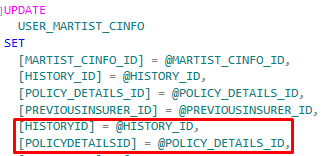 UPDATE
USER_MARTIST_CINFO
SET
[MARTIST_CINFO_ID] = @MARTIST_CINFO_ID,
[HISTORY_ID] = @HISTORY_ID,
[POLICY_DETAILS_ID] = @POLICY_DETAILS_ID,
[PREVIOUSINSURER_ID] = @PREVIOUSINSURER_ID,
[HISTORYID] = @HISTORY_ID,
[POLICYDETAILSID] = @POLICY_DETAILS_ID,